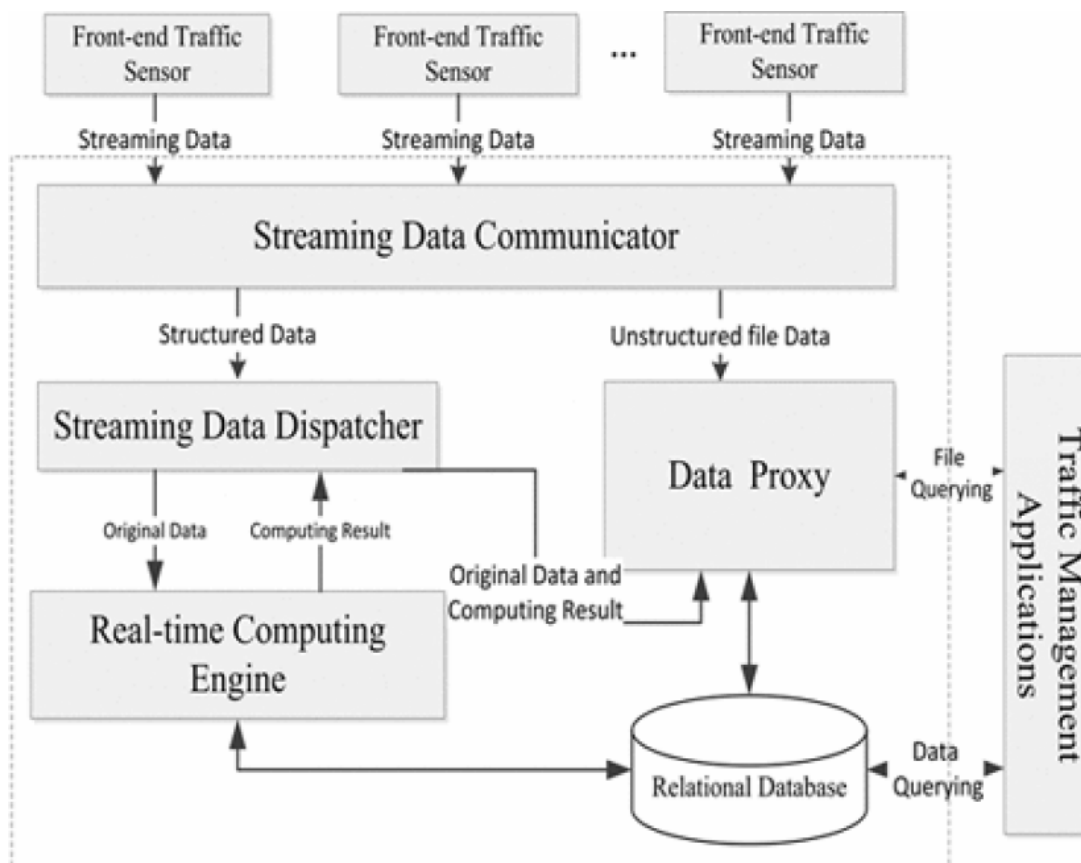 Front-end Traffic
Sensor
Front-end Traffic
Sensor
...
Front-end Traffic
Sensor
Streaming Data
Streaming Data
Streaming Data
Streaming Data Communicator
Structured Data
Unstructured file Data
Streaming Data Dispatcher
Data Proxy
File
Querying
Traffic Management
Applications
Original Data
Computing Result
Original Data and
Computing Result
Real-time Computing
Engine
Relational Database
Data
Querying